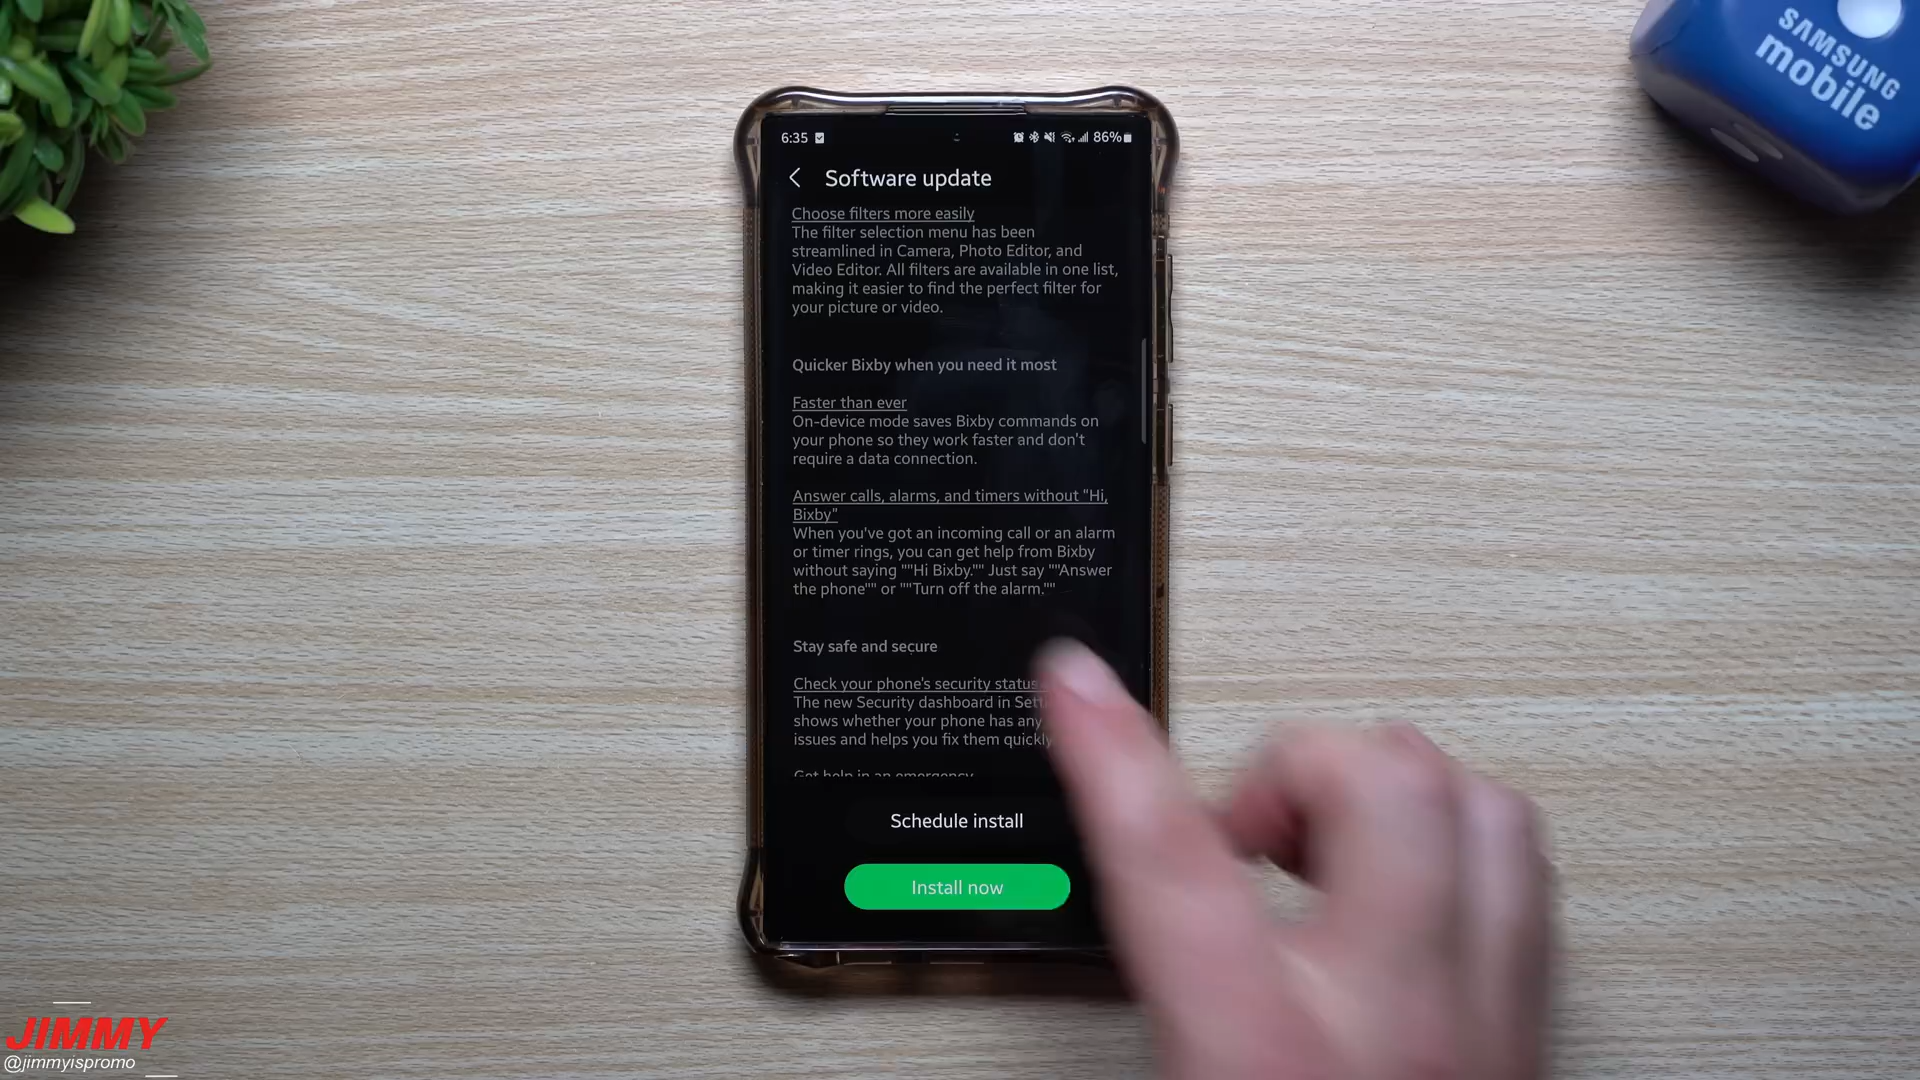 SAMSUNG
mobile
6:35
86%
Software update
Choose filters more easily
The filter selection menu has been
streamlined in Camera, Photo Editor, and
Video Editor. All filters are available in one list,
making it easier to find the perfect filter for
your picture or video.
Quicker Bixby when you need it most
Faster than ever
On-device mode saves Bixby commands on
your phone so they work faster and don't
require a data connection.
Answer calls, alarms, and timers without "Hi,
Bixby"
When you've got an incoming call or an alarm
or timer rings, you can get help from Bixby
without saying ""Hi Bixby."" Just say ""Answer
the phone"" or ""Turn off the alarm.""
Stay safe and secure
Check your phone's security status
The new Security dashboard in
shows whether your phone has any
issues and helps you fix them quickly
Get help in an emergency
Schedule install
Install now
JIMMY
@jimmyispromo